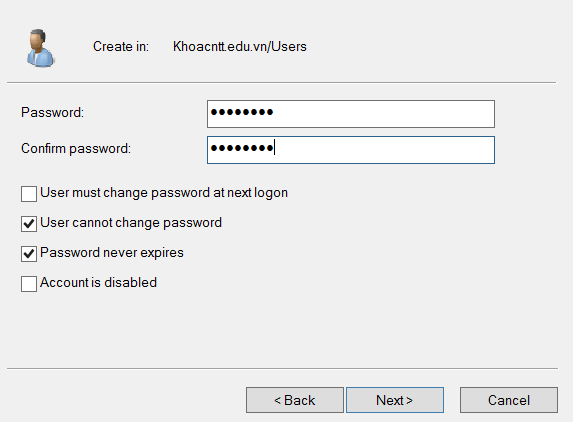 Create in: Khoacntt.edu.vn/Users
Password: ●●●●●●●●
Confirm password: ●●●●●●●●
User must change password at next logon
User cannot change password
Password never expires
Account is disabled
< Back Next > Cancel